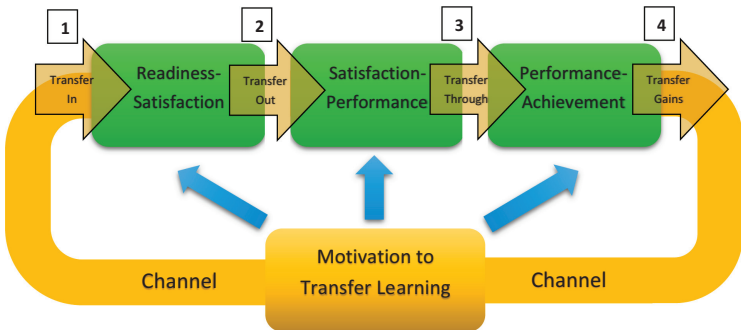 1
2
3
4
Transfer
In
Readiness-
Satisfaction
Transfer
Out
Satisfaction-
Performance
Transfer
Through
Performance-
Achievement
Transfer
Gains
Motivation to
Transfer Learning
Channel
Channel